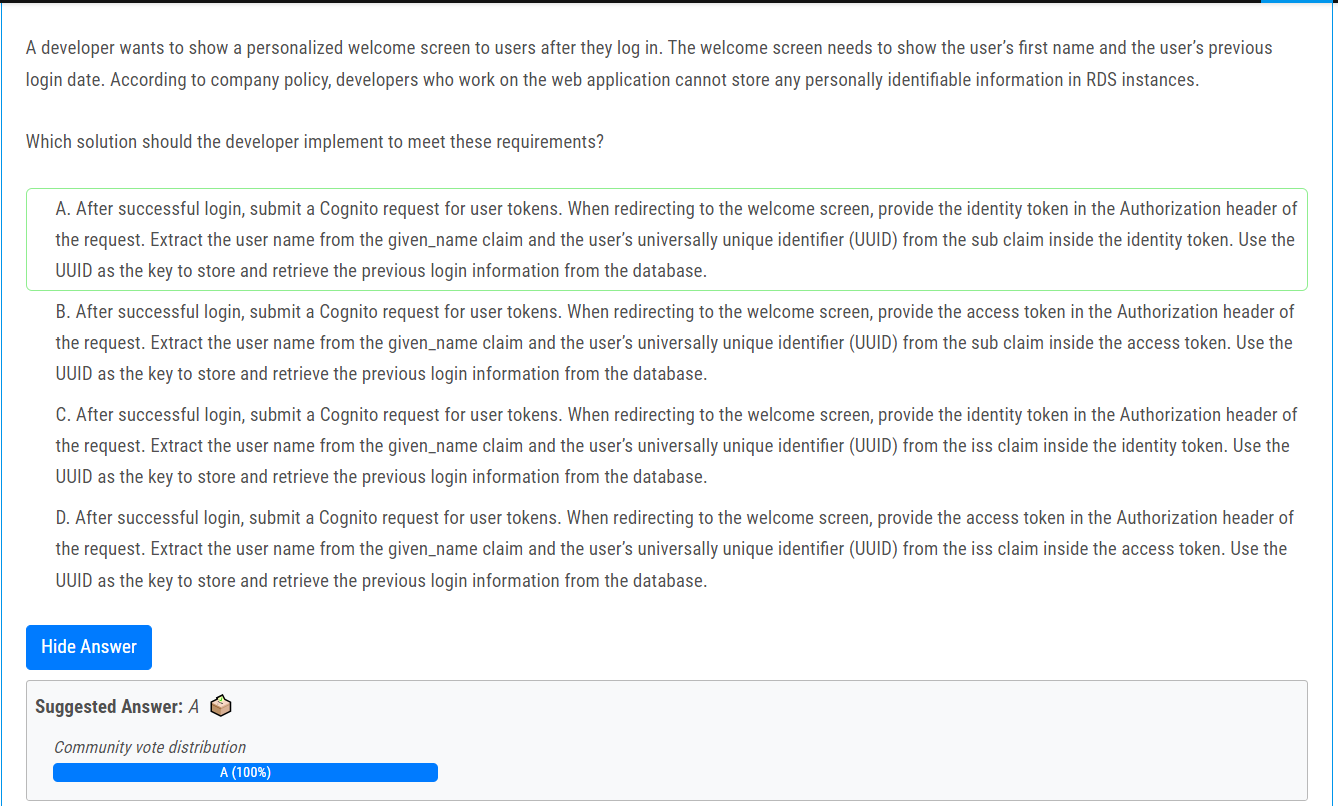 A developer wants to show a personalized welcome screen to users after they log in. The welcome screen needs to show the user’s first name and the user’s previous
login date. According to company policy, developers who work on the web application cannot store any personally identifiable information in RDS instances.
Which solution should the developer implement to meet these requirements?
A. After successful login, submit a Cognito request for user tokens. When redirecting to the welcome screen, provide the identity token in the Authorization header of
the request. Extract the user name from the given_name claim and the user’s universally unique identifier (UUID) from the sub claim inside the identity token. Use the
UUID as the key to store and retrieve the previous login information from the database.
B. After successful login, submit a Cognito request for user tokens. When redirecting to the welcome screen, provide the access token in the Authorization header of
the request. Extract the user name from the given_name claim and the user’s universally unique identifier (UUID) from the sub claim inside the access token. Use the
UUID as the key to store and retrieve the previous login information from the database.
C. After successful login, submit a Cognito request for user tokens. When redirecting to the welcome screen, provide the identity token in the Authorization header of
the request. Extract the user name from the given_name claim and the user’s universally unique identifier (UUID) from the iss claim inside the identity token. Use the
UUID as the key to store and retrieve the previous login information from the database.
D. After successful login, submit a Cognito request for user tokens. When redirecting to the welcome screen, provide the access token in the Authorization header of
the request. Extract the user name from the given_name claim and the user’s universally unique identifier (UUID) from the iss claim inside the access token. Use the
UUID as the key to store and retrieve the previous login information from the database.
Hide Answer
Suggested Answer: A
Community vote distribution
A (100%)